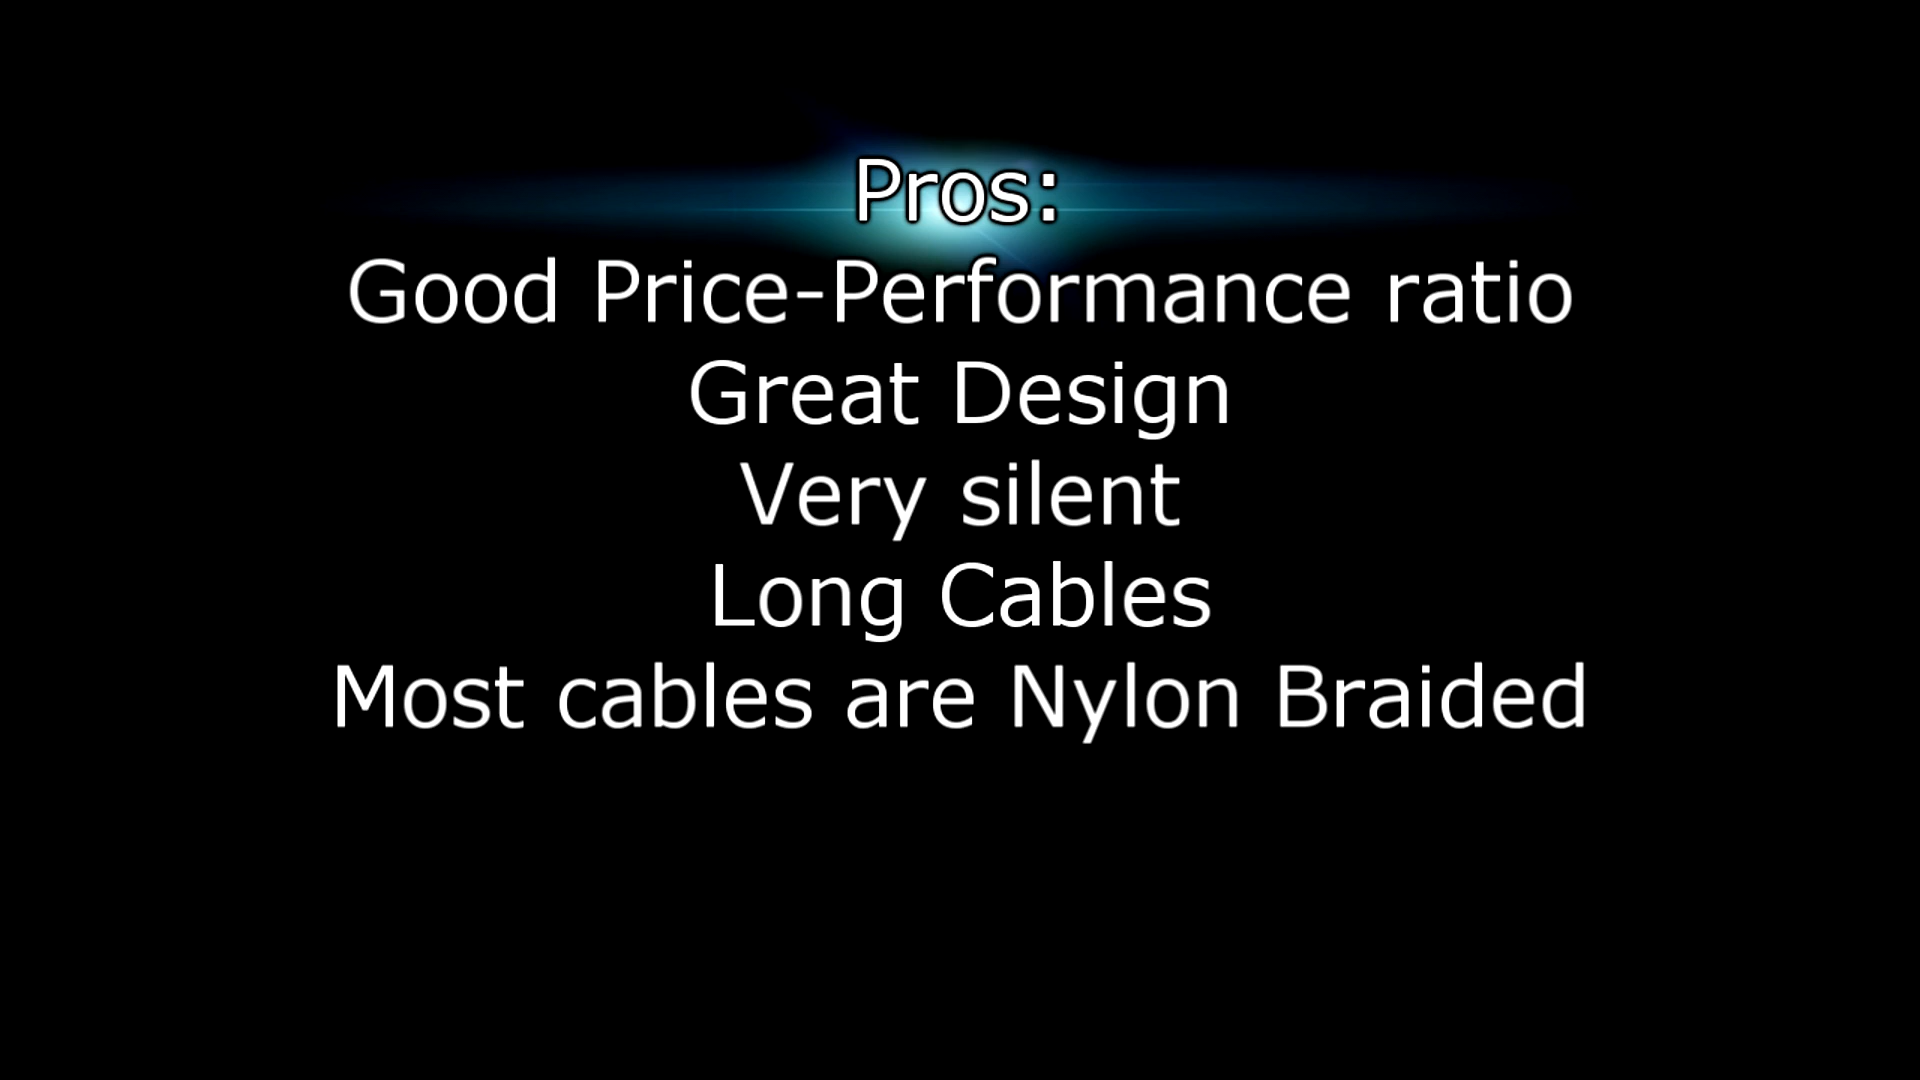 Pros:
Good Price-Performance ratio
Great Design
Very silent
Long Cables
Most cables are Nylon Braided